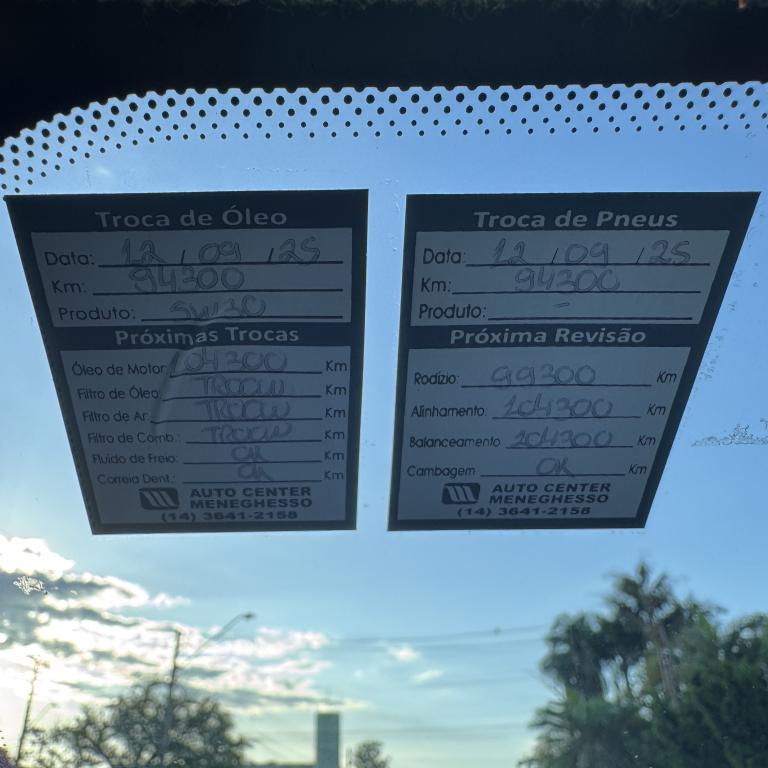 Troca de Óleo
Data: 12 / 09 / 25
Km: 94300
Produto: 5W30
Próximas Trocas
Óleo de Motor: 104300 Km
Filtro de Óleo: TROCOU Km
Filtro de Ar: TROCOU Km
Filtro de Comb.: TROCOU Km
Fluído de Freio: OK Km
Correia Dent.: OK Km
AUTO CENTER
MENEGHESSO
(14) 3641-2158
Troca de Pneus
Data: 12 / 09 / 25
Km: 94300
Produto: -
Próxima Revisão
Rodízio: 99300 Km
Alinhamento: 104300 Km
Balanceamento 104300 Km
Cambagem: OK Km
AUTO CENTER
MENEGHESSO
(14) 3641-2158